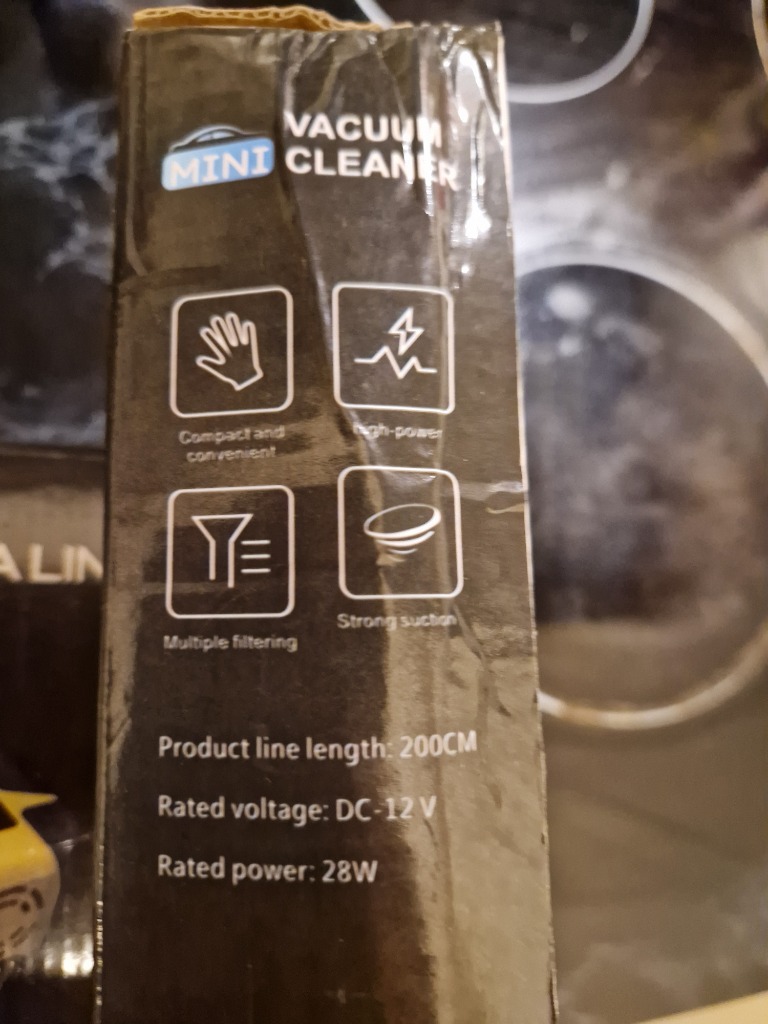 MINI VACUUM
CLEANER
Compact and
convenient
High-power
Multiple filtering
Strong suction
Product line length: 200CM
Rated voltage: DC-12 V
Rated power: 28W